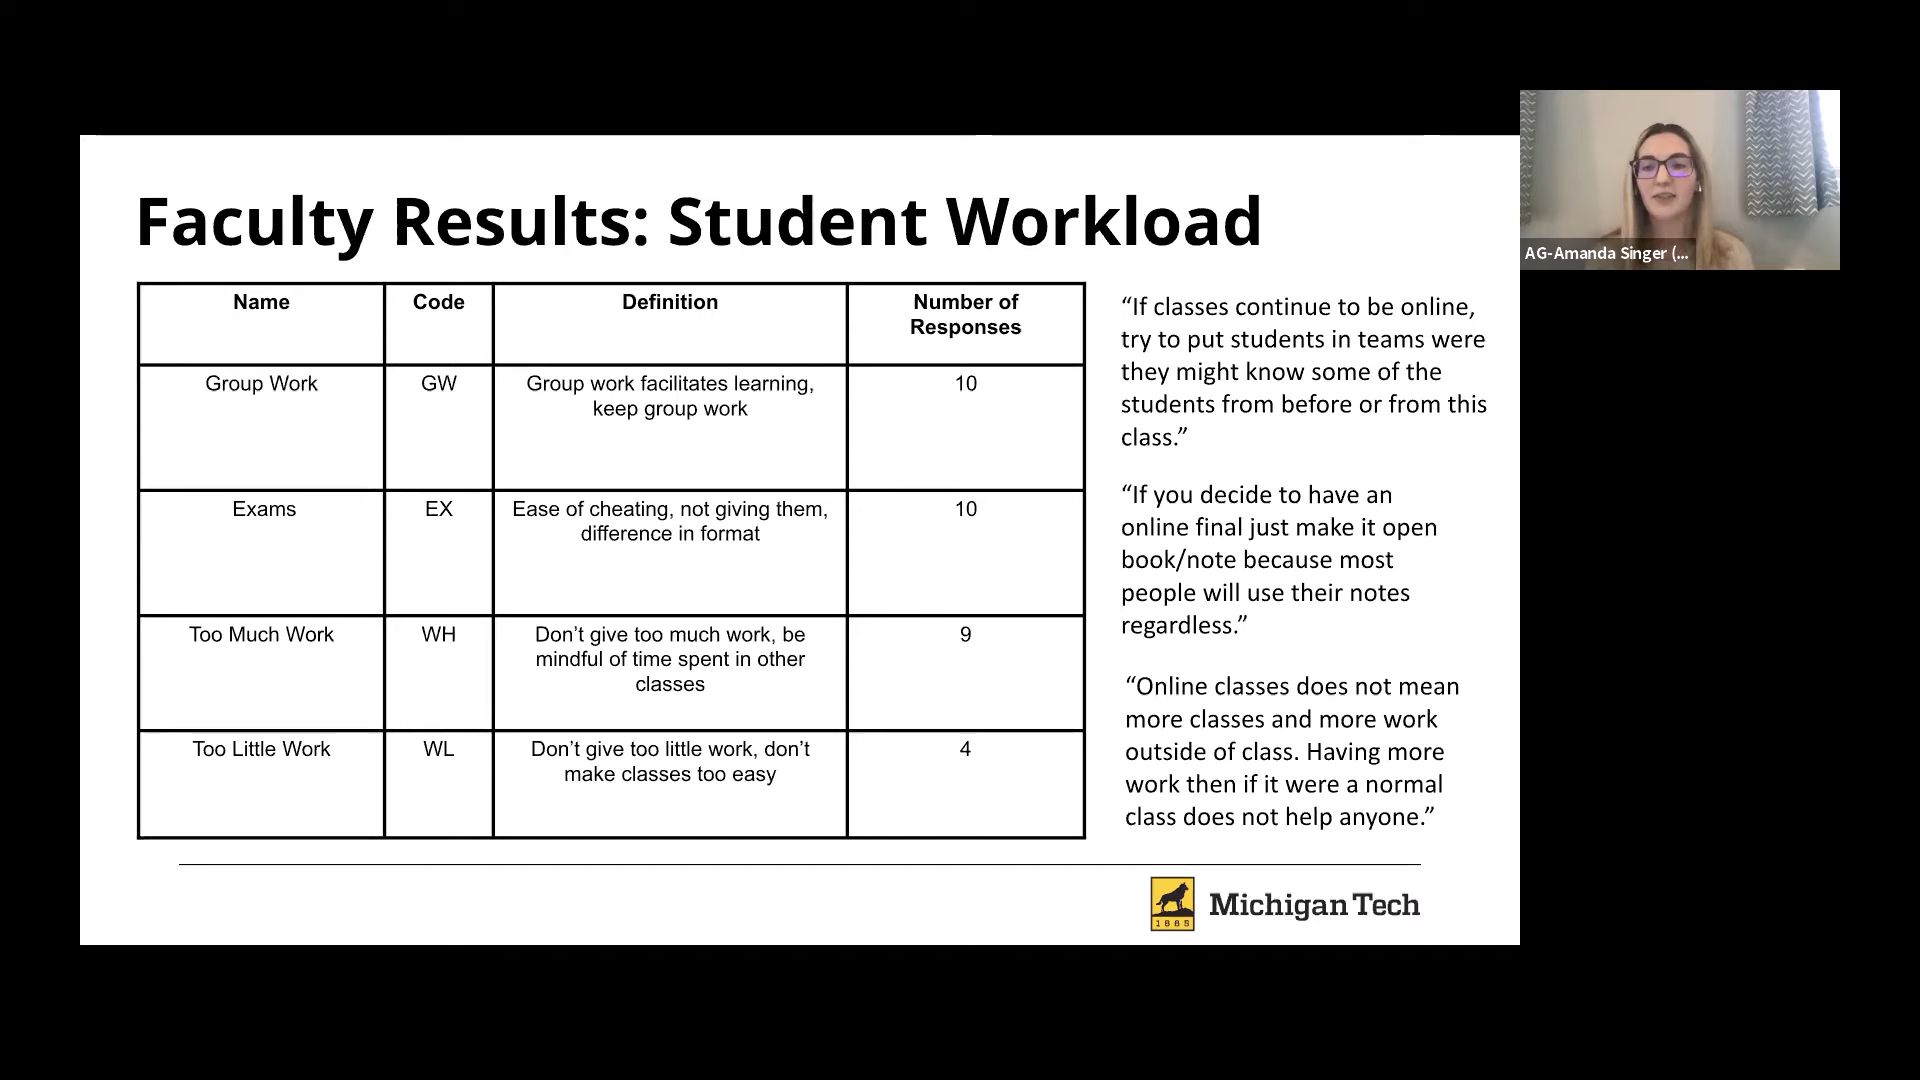 Faculty Results: Student Workload
Name Code Definition Number of
Responses
Group Work GW Group work facilitates learning, 10
keep group work
Exams EX Ease of cheating, not giving them, 10
difference in format
Too Much Work WH Don’t give too much work, be 9
mindful of time spent in other
classes
Too Little Work WL Don’t give too little work, don’t 4
make classes too easy
“If classes continue to be online,
try to put students in teams were
they might know some of the
students from before or from this
class.”
“If you decide to have an
online final just make it open
book/note because most
people will use their notes
regardless.”
“Online classes does not mean
more classes and more work
outside of class. Having more
work then if it were a normal
class does not help anyone.”
1885
Michigan Tech
AG-Amanda Singer (...